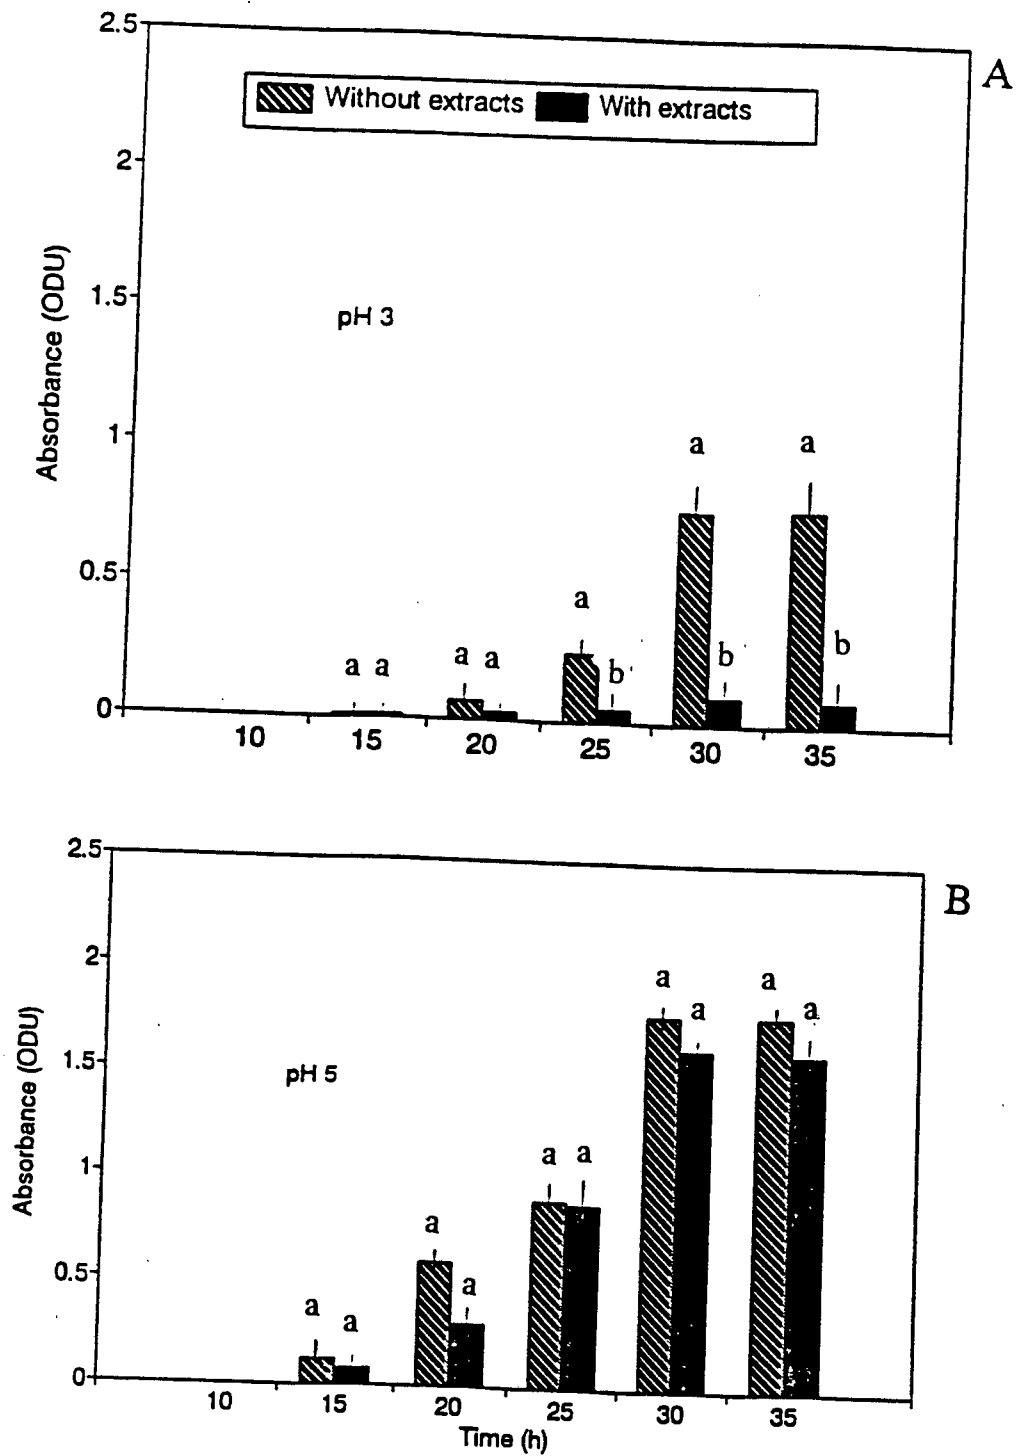 2.5
A
Without extracts With extracts
2
Absorbance (ODU)
1.5
pH 3
1
a a
0.5
a
a a a a b b b
0
10 15 20 25 30 35
2.5
B
2
a a a a
Absorbance (ODU)
1.5
pH 5
1
a a
a
0.5
a
a a
0
10 15 20 25 30 35
Time (h)